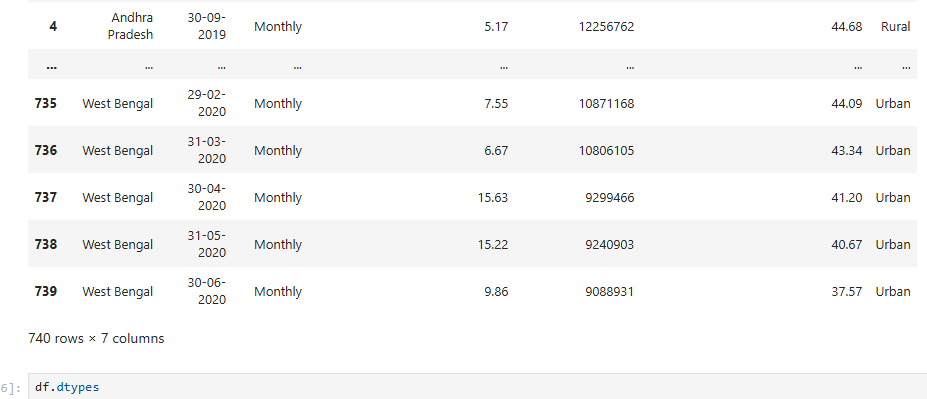 4 Andhra Pradesh 30-09-2019 Monthly 5.17 12256762 44.68 Rural
... ... ... ... ... ... ... ...
735 West Bengal 29-02-2020 Monthly 7.55 10871168 44.09 Urban
736 West Bengal 31-03-2020 Monthly 6.67 10806105 43.34 Urban
737 West Bengal 30-04-2020 Monthly 15.63 9299466 41.20 Urban
738 West Bengal 31-05-2020 Monthly 15.22 9240903 40.67 Urban
739 West Bengal 30-06-2020 Monthly 9.86 9088931 37.57 Urban
740 rows × 7 columns
6]: df.dtypes